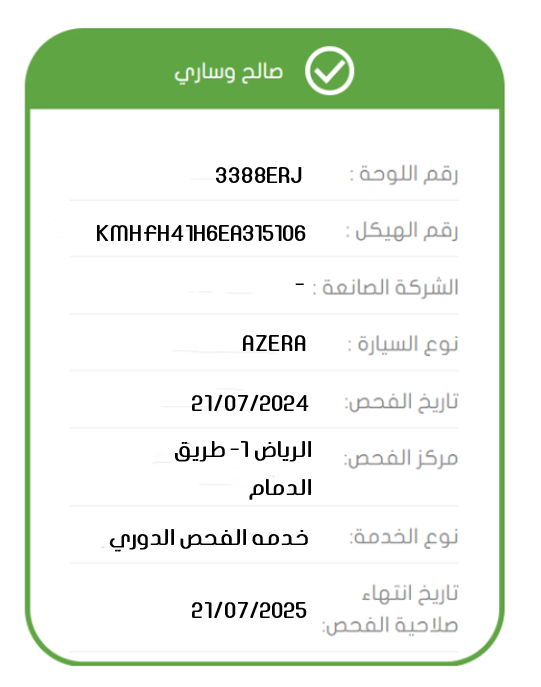 صالح وساري
رقم اللوحة : 3388ERJ
رقم الهيكل : KMHFH41H6EA315106
الشركة الصانعة : -
نوع السيارة : AZERA
تاريخ الفحص: 21/07/2024
مركز الفحص: الرياض 1- طريق
الدمام
نوع الخدمة: خدمه الفحص الدوري
تاريخ انتهاء
صلاحية الفحص: 21/07/2025